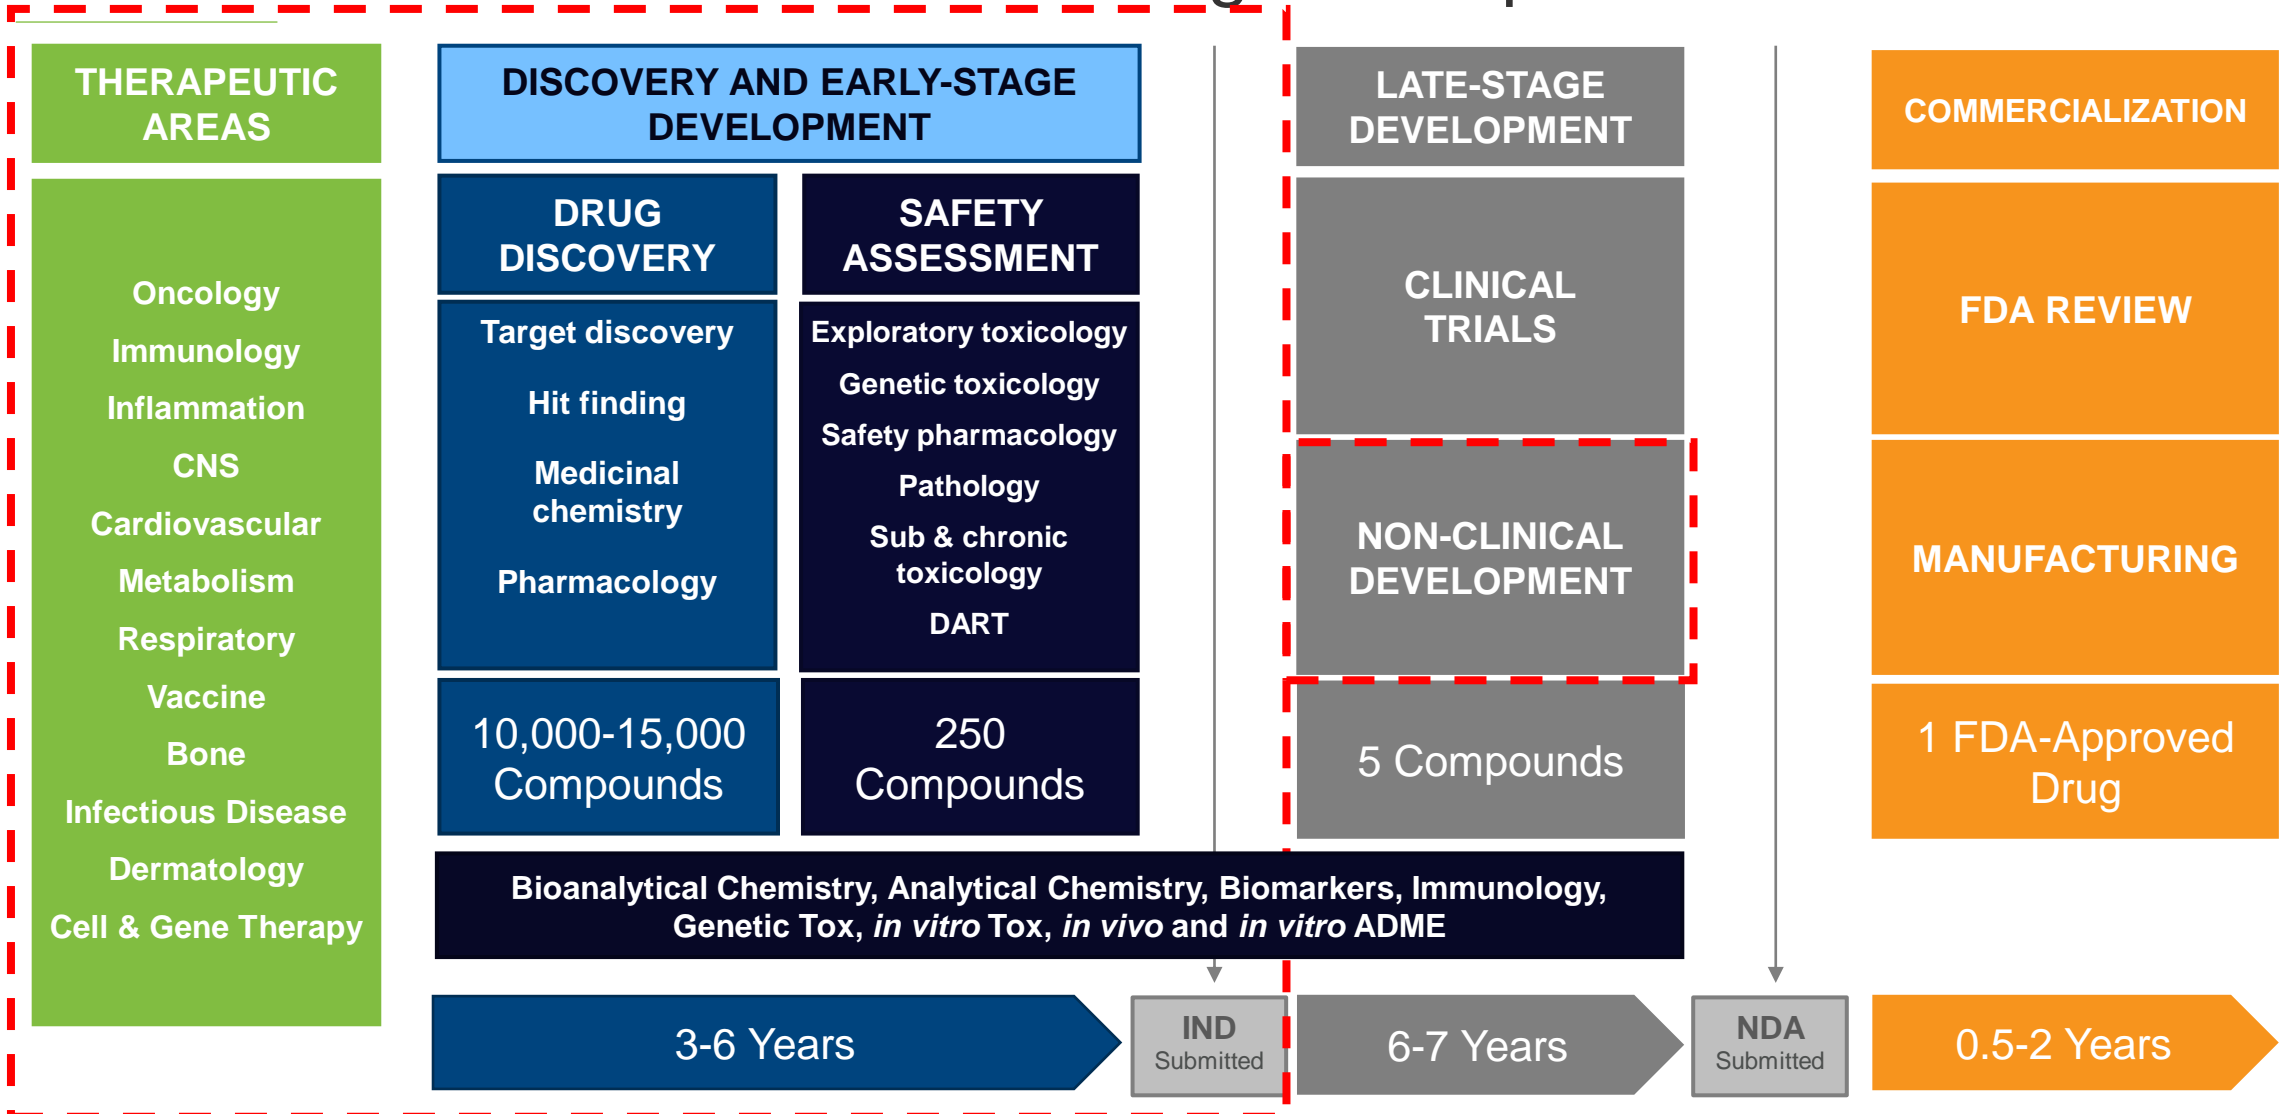 THERAPEUTIC
AREAS
Oncology
Immunology
Inflammation
CNS
Cardiovascular
Metabolism
Respiratory
Vaccine
Bone
Infectious Disease
Dermatology
Cell & Gene Therapy
DISCOVERY AND EARLY-STAGE
DEVELOPMENT
DRUG
DISCOVERY
Target discovery
Hit finding
Medicinal
chemistry
Pharmacology
10,000-15,000
Compounds
SAFETY
ASSESSMENT
Exploratory toxicology
Genetic toxicology
Safety pharmacology
Pathology
Sub & chronic
toxicology
DART
250
Compounds
LATE-STAGE
DEVELOPMENT
CLINICAL
TRIALS
NON-CLINICAL
DEVELOPMENT
5 Compounds
COMMERCIALIZATION
FDA REVIEW
MANUFACTURING
1 FDA-Approved
Drug
Bioanalytical Chemistry, Analytical Chemistry, Biomarkers, Immunology,
Genetic Tox, in vitro Tox, in vivo and in vitro ADME
3-6 Years
IND
Submitted
6-7 Years
NDA
Submitted
0.5-2 Years